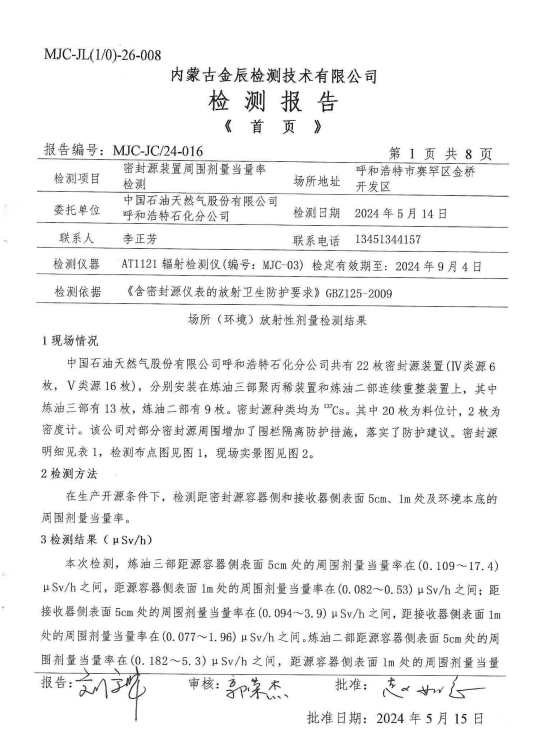 MJC-JL(1/0)-26-008
内蒙古金辰检测技术有限公司
检测报告
《首页》
报告编号：MJC-JC/24-016 第 1 页 共 8 页
检测项目 密封源装置周围剂量当量率检测 场所地址 呼和浩特市赛罕区金桥开发区
委托单位 中国石油天然气股份有限公司呼和浩特石化分公司 检测日期 2024 年 5 月 14 日
联系人 李正芳 联系电话 13451344157
检测仪器 AT1121 辐射检测仪(编号：MJC-03) 检定有效期至：2024 年 9 月 4 日
检测依据 《含密封源仪表的放射卫生防护要求》GBZ125-2009
场所（环境）放射性剂量检测结果
1 现场情况
中国石油天然气股份有限公司呼和浩特石化分公司共有 22 枚密封源装置(Ⅳ类源 6
枚，Ⅴ类源 16 枚)，分别安装在炼油三部聚丙稀装置和炼油二部连续重整装置上，其中
炼油三部有 13 枚，炼油二部有 9 枚。密封源种类均为 ¹³⁷Cs。其中 20 枚为料位计，2 枚为
密度计。该公司对部分密封源周围增加了围栏隔离防护措施，落实了防护建议。密封源
明细见表 1，检测布点图见图 1，现场实景图见图 2。
2 检测方法
在生产开源条件下，检测距密封源容器侧和接收器侧表面 5cm、1m 处及环境本底的
周围剂量当量率。
3 检测结果（μSv/h）
本次检测，炼油三部距源容器侧表面 5cm 处的周围剂量当量率在(0.109～17.4)
μSv/h 之间，距源容器侧表面 1m 处的周围剂量当量率在(0.082～0.53)μSv/h 之间；距
接收器侧表面 5cm 处的周围剂量当量率在(0.094～3.9)μSv/h 之间，距接收器侧表面 1m
处的周围剂量当量率在(0.077～1.96)μSv/h 之间。炼油二部距源容器侧表面 5cm 处的周
围剂量当量率在(0.182～5.3)μSv/h 之间，距源容器侧表面 1m 处的周围剂量当量
报告： 审核：郭荣杰 批准：
批准日期：2024 年 5 月 15 日